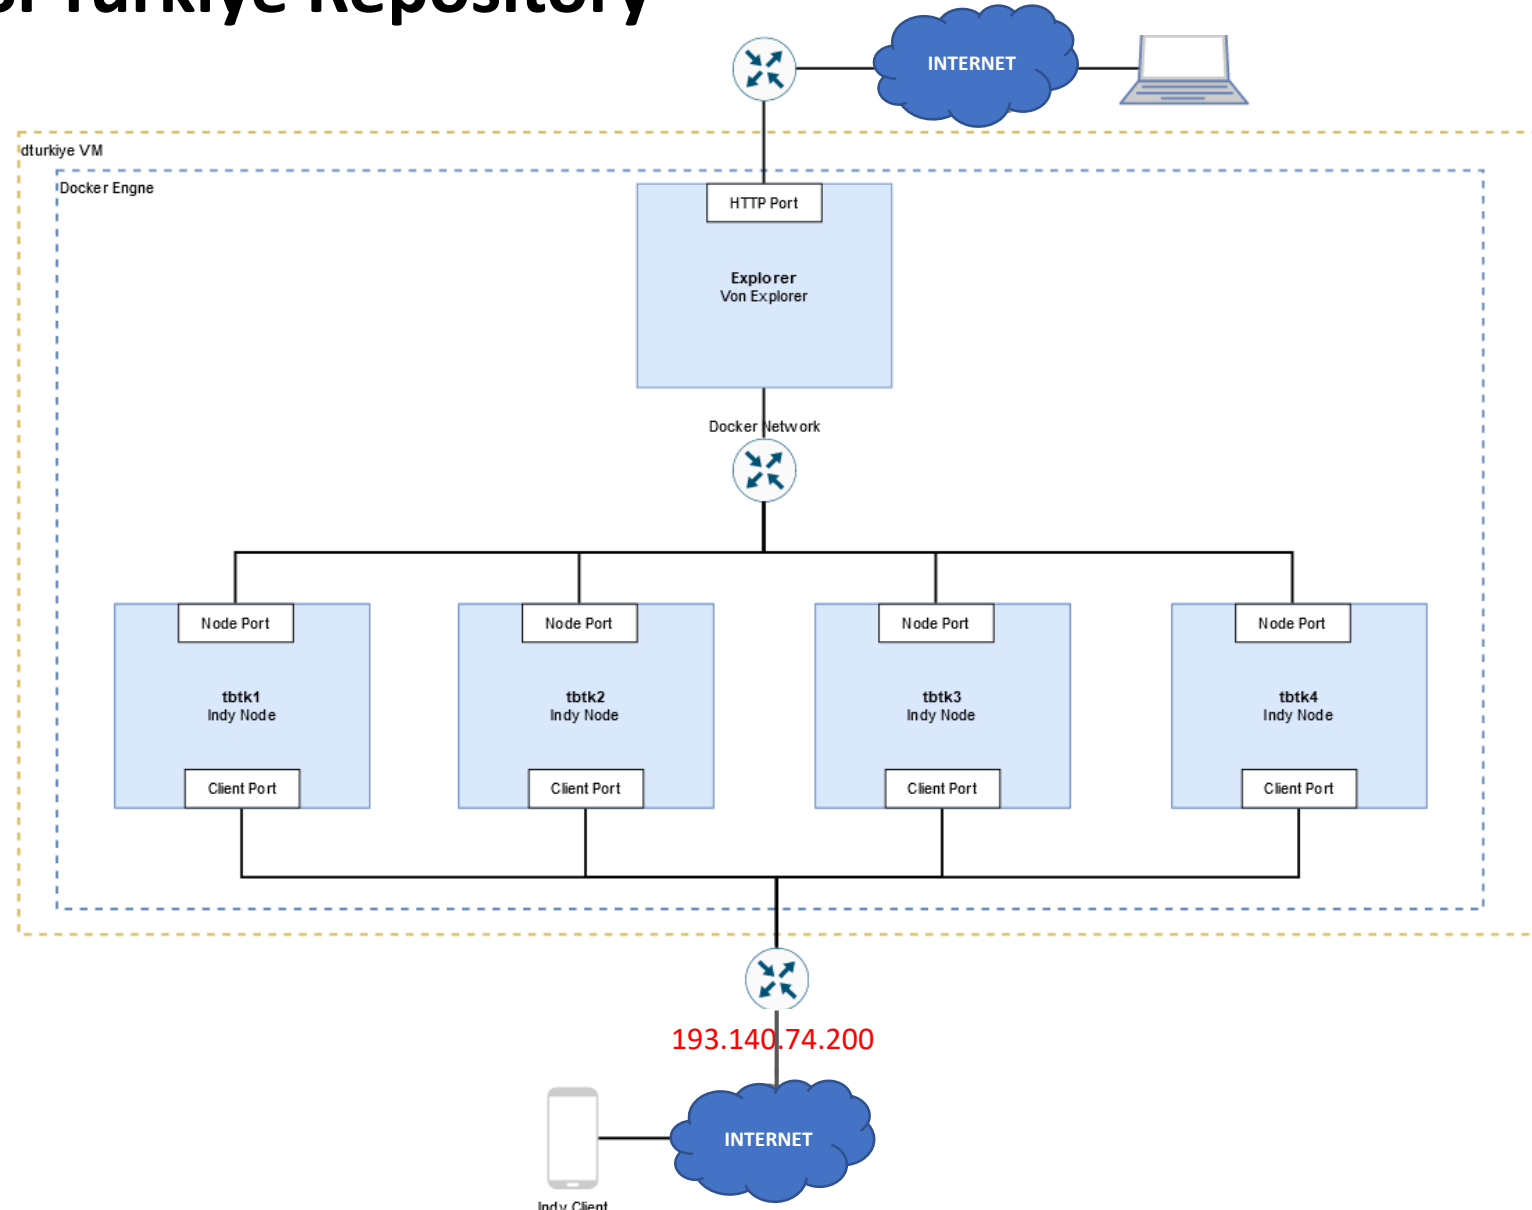 Türkiye Repository
INTERNET
dturkiye VM
Docker Engne
HTTP Port
Explorer
Von Explorer
Docker Network
Node Port
Node Port
Node Port
Node Port
tbtk1
Indy Node
tbtk2
Indy Node
tbtk3
Indy Node
tbtk4
Indy Node
Client Port
Client Port
Client Port
Client Port
193.140.74.200
INTERNET
Indy Client